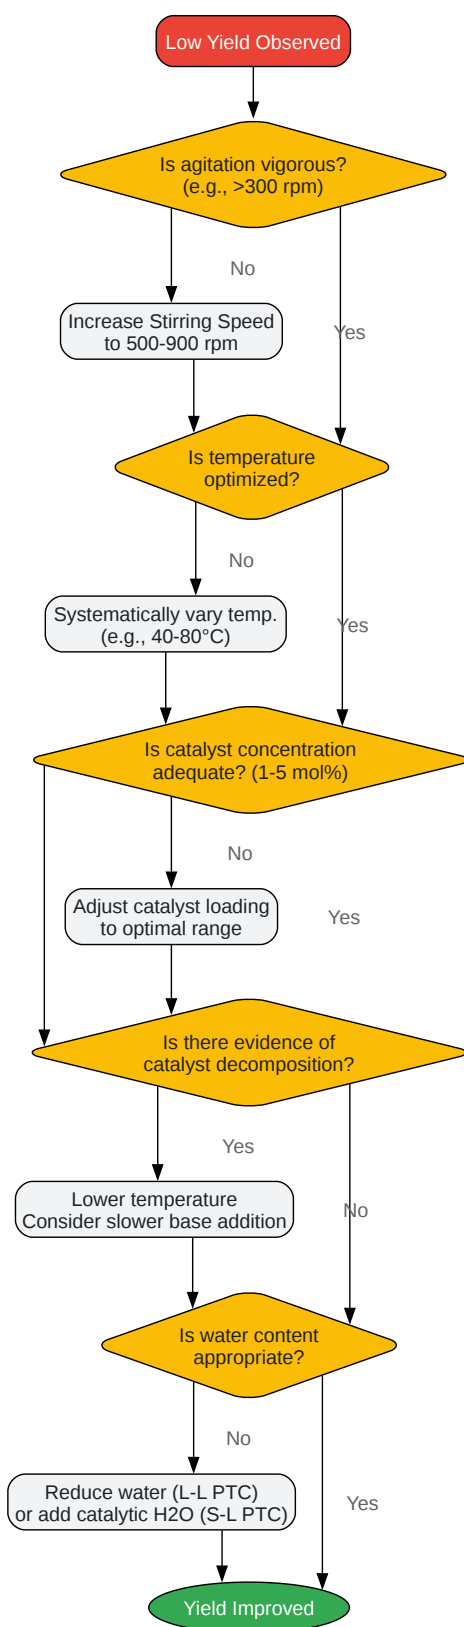 Low Yield Observed
Is agitation vigorous?
(e.g., >300 rpm)
No
Increase Stirring Speed
to 500-900 rpm
Yes
Is temperature
optimized?
No
Systematically vary temp.
(e.g., 40-80°C)
Yes
Is catalyst concentration
adequate? (1-5 mol%)
No
Adjust catalyst loading
to optimal range
Yes
Is there evidence of
catalyst decomposition?
Yes
Lower temperature
Consider slower base addition
No
Is water content
appropriate?
No
Reduce water (L-L PTC)
or add catalytic H2O (S-L PTC)
Yes
Yield Improved